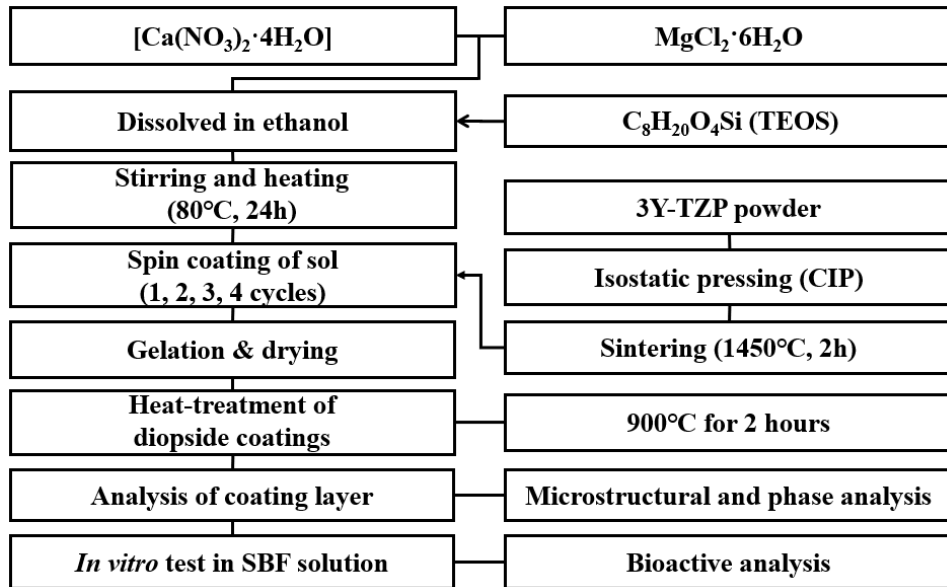 [Ca(NO₃)₂·4H₂O]
MgCl₂·6H₂O
Dissolved in ethanol
C₈H₂₀O₄Si (TEOS)
Stirring and heating
(80°C, 24h)
3Y-TZP powder
Spin coating of sol
(1, 2, 3, 4 cycles)
Isostatic pressing (CIP)
Gelation & drying
Sintering (1450°C, 2h)
Heat-treatment of
diopside coatings
900°C for 2 hours
Analysis of coating layer
Microstructural and phase analysis
In vitro test in SBF solution
Bioactive analysis